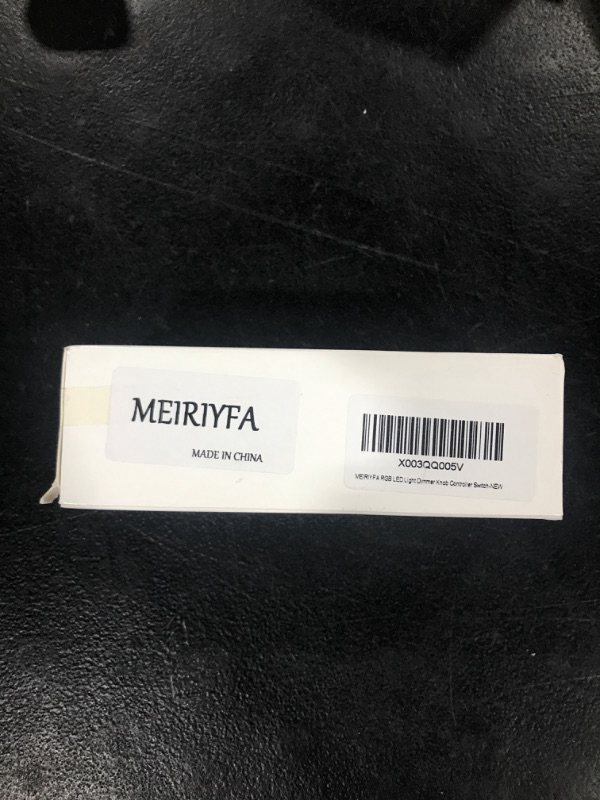 MEIRIYFA
MADE IN CHINA
X003QQ005V
MEIRIYFA RGB LED Light Dimmer Knob Controller Switch-NEW